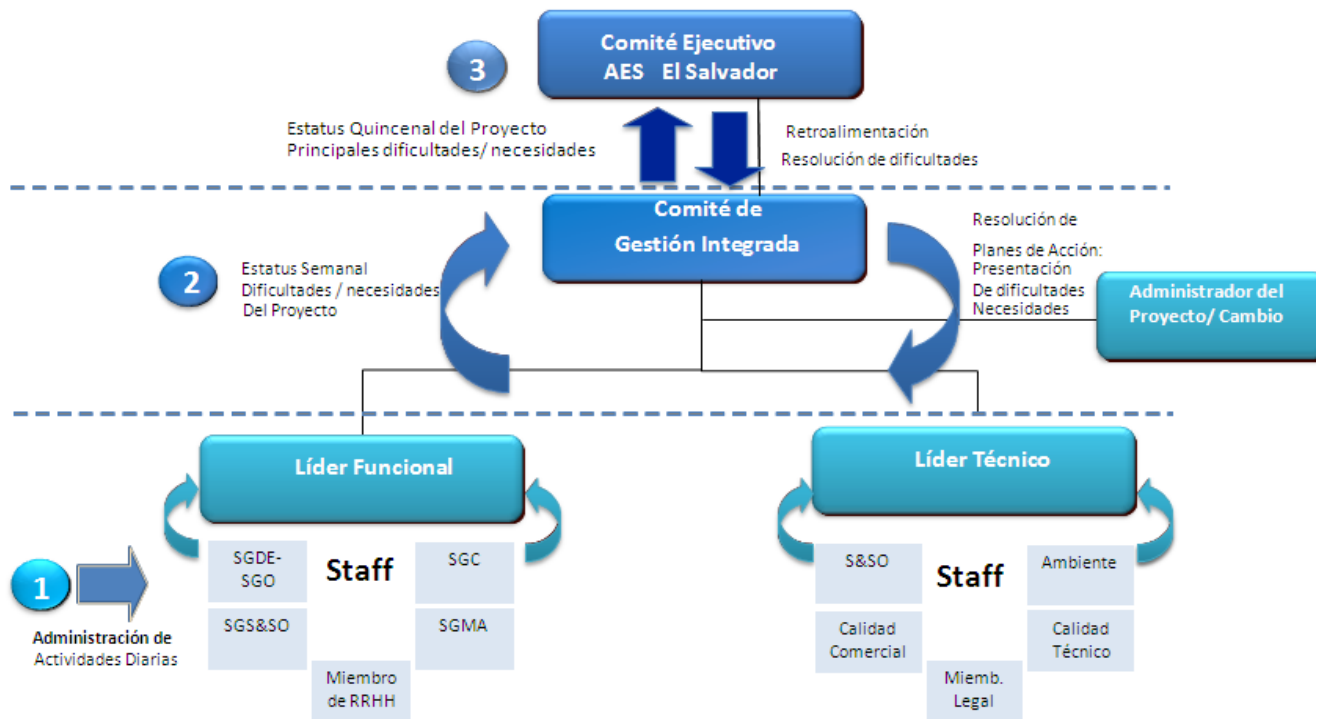 Comité Ejecutivo
AES El Salvador
3
Estatus Quincenal del Proyecto
Principales dificultades/ necesidades
Retroalimentación
Resolución de dificultades
Comité de
Gestión Integrada
2
Estatus Semanal
Dificultades / necesidades
Del Proyecto
Resolución de
Planes de Acción:
Presentación
De dificultades
Necesidades
Administrador del
Proyecto/ Cambio
Líder Funcional
Líder Técnico
1
Administración de
Actividades Diarias
SGDE-
SGO
Staff
SGC
SGS&SO
SGMA
Miembro
de RRHH
S&SO
Staff
Ambiente
Calidad
Comercial
Calidad
Técnico
Miemb.
Legal